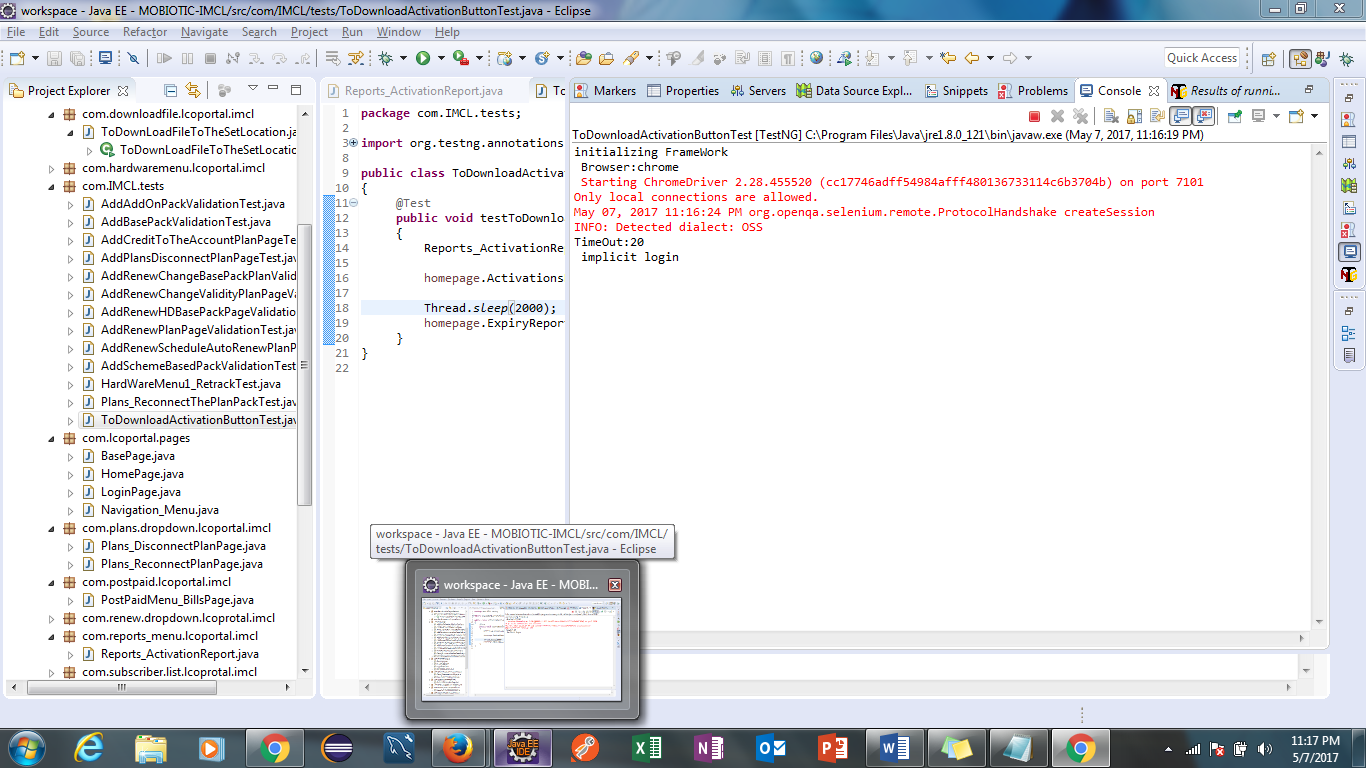 workspace - Java EE - MOBIOTIC-IMCL/src/com/IMCL/tests/ToDownloadActivationButtonTest.java - Eclipse
File Edit Source Refactor Navigate Search Project Run Window Help
Quick Access
Project Explorer
com.downloadfile.lcoportal.imcl
ToDownLoadFileToTheSetLocation.ja
ToDownLoadFileToTheSetLocatio
com.hardwaremenu.lcoportal.imcl
com.IMCL.tests
AddAddOnPackValidationTest.java
AddBasePackValidationTest.java
AddCreditToTheAccountPlanPageTe
AddPlansDisconnectPlanPageTest.jav
AddRenewChangeBasePackPlanValid
AddRenewChangeValidityPlanPageVa
AddRenewHDBasePackPageValidation
AddRenewPlanPageValidationTest.jav
AddRenewScheduleAutoRenewPlanP
AddSchemeBasedPackValidationTest
HardWareMenu1_RetrackTest.java
Plans_ReconnectThePlanPackTest.java
ToDownloadActivationButtonTest.jav
com.lcoportal.pages
BasePage.java
HomePage.java
LoginPage.java
Navigation_Menu.java
com.plans.dropdown.lcoportal.imcl
Plans_DisconnectPlanPage.java
Plans_ReconnectPlanPage.java
com.postpaid.lcoportal.imcl
PostPaidMenu_BillsPage.java
com.renew.dropdown.lcoprotal.imcl
com.reports_menu.lcoportal.imcl
Reports_ActivationReport.java
com.subscriber.list.lcoprotal.imcl
Reports_ActivationReport.java To
1 package com.IMCL.tests;
2
3 import org.testng.annotations
8
9 public class ToDownloadActiva
10 {
11 @Test
12 public void testToDownlo
13 {
14 Reports_ActivationRe
15
16 homepage.Activations
17
18 Thread.sleep(2000);
19 homepage.ExpiryRepor
20 }
21 }
22
Markers Properties Servers Data Source Expl... Snippets Problems Console Results of runni...
ToDownloadActivationButtonTest [TestNG] C:\Program Files\Java\jre1.8.0_121\bin\javaw.exe (May 7, 2017, 11:16:19 PM)
initializing FrameWork
Browser:chrome
Starting ChromeDriver 2.28.455520 (cc17746adff54984afff480136733114c6b3704b) on port 7101
Only local connections are allowed.
May 07, 2017 11:16:24 PM org.openqa.selenium.remote.ProtocolHandshake createSession
INFO: Detected dialect: OSS
TimeOut:20
implicit login
workspace - Java EE - MOBIOTIC-IMCL/src/com/IMCL/
tests/ToDownloadActivationButtonTest.java - Eclipse
workspace - Java EE - MOBI...
Java EE
IDE
11:17 PM
5/7/2017